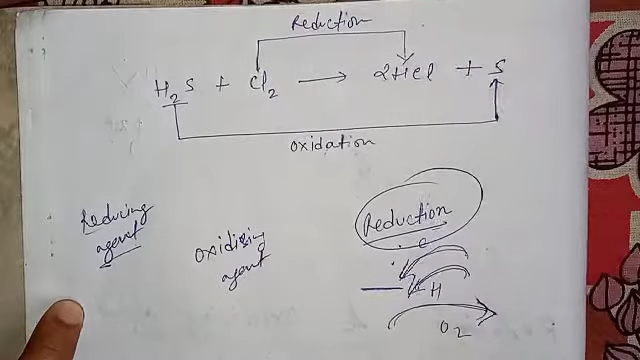 Reduction
H2S + Cl2 → 2HCl + S
Oxidation
Reducing agent
Oxidising agent
Reduction
e
H
O2